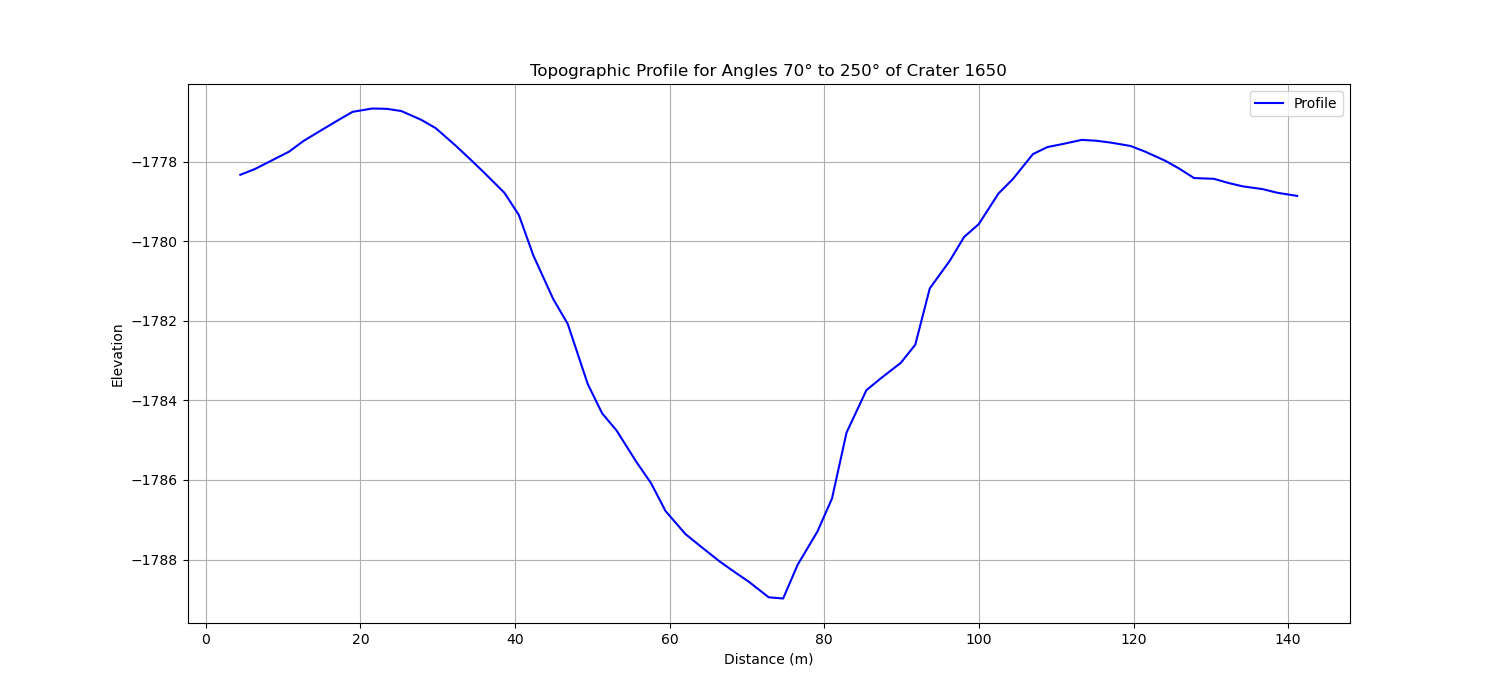 Topographic Profile for Angles 70° to 250° of Crater 1650
Profile
−1778
−1780
−1782
−1784
−1786
−1788
Elevation
0 20 40 60 80 100 120 140
Distance (m)